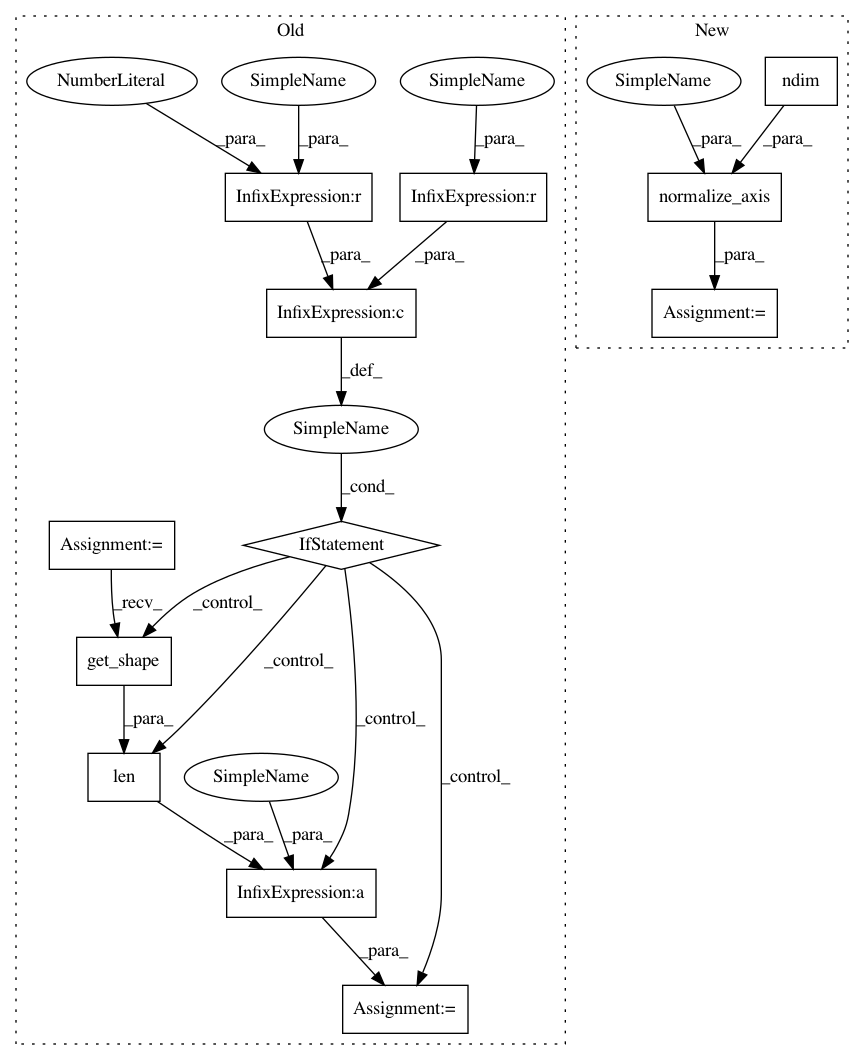 Old
New
NumberLiteral
SimpleName
SimpleName
SimpleName
ndim
_para_
_para_
_para_
_para_
_para_
InfixExpression:r
InfixExpression:r
normalize_axis
_para_
_para_
_para_
InfixExpression:c
Assignment:=
_def_
SimpleName
_cond_
Assignment:=
IfStatement
_recv_
_control_
get_shape
_control_
_para_
_control_
len
SimpleName
_control_
_para_
_para_
InfixExpression:a
_para_
Assignment:=